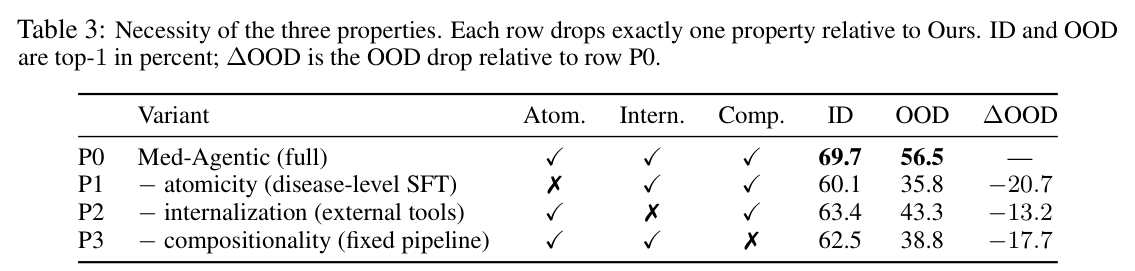 Table 3: Necessity of the three properties. Each row drops exactly one property relative to Ours. ID and OOD
are top-1 in percent; ΔOOD is the OOD drop relative to row P0.
Variant Atom. Intern. Comp. ID OOD ΔOOD
P0 Med-Agentic (full) ✓ ✓ ✓ 69.7 56.5 —
P1 − atomicity (disease-level SFT) ✗ ✓ ✓ 60.1 35.8 −20.7
P2 − internalization (external tools) ✓ ✗ ✓ 63.4 43.3 −13.2
P3 − compositionality (fixed pipeline) ✓ ✓ ✗ 62.5 38.8 −17.7